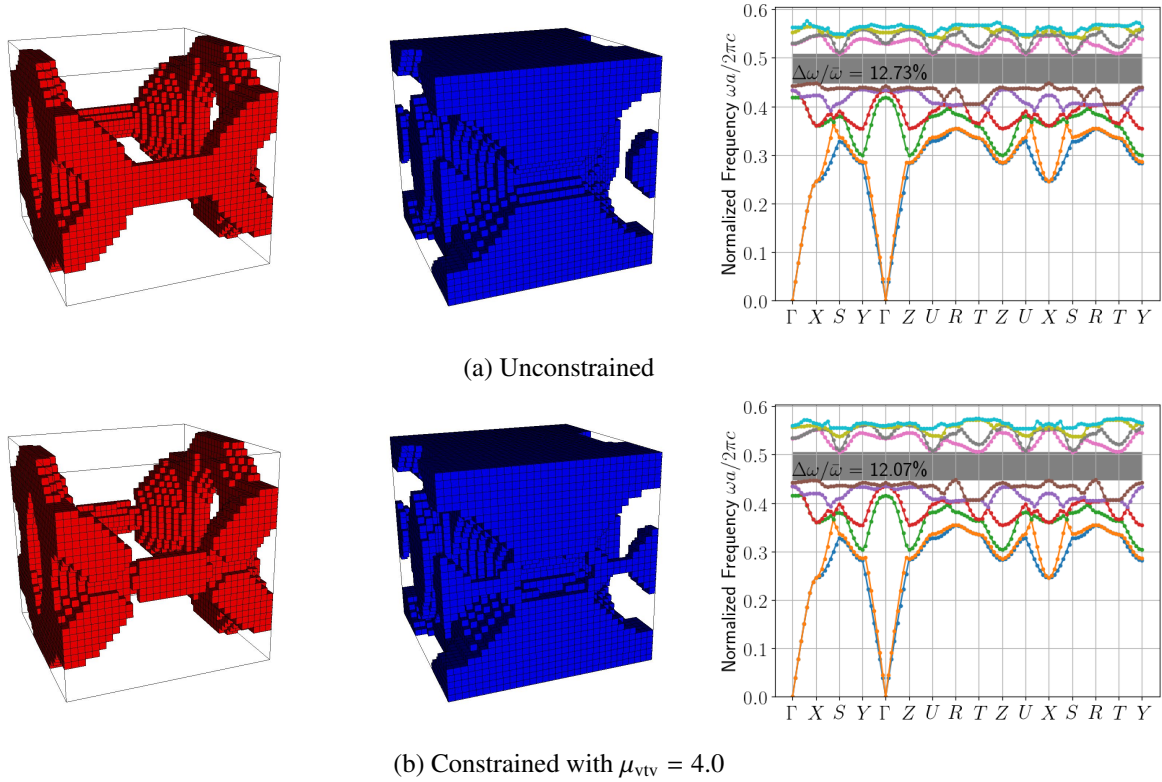 0.6
0.5
0.4
0.3
0.2
0.1
0.0
Normalized Frequency ωa/2πc
Δω/ω̄ = 12.73%
Γ X S Y Γ Z U R T Z U X S R T Y
(a) Unconstrained
0.6
0.5
0.4
0.3
0.2
0.1
0.0
Normalized Frequency ωa/2πc
Δω/ω̄ = 12.07%
Γ X S Y Γ Z U R T Z U X S R T Y
(b) Constrained with μvtv = 4.0